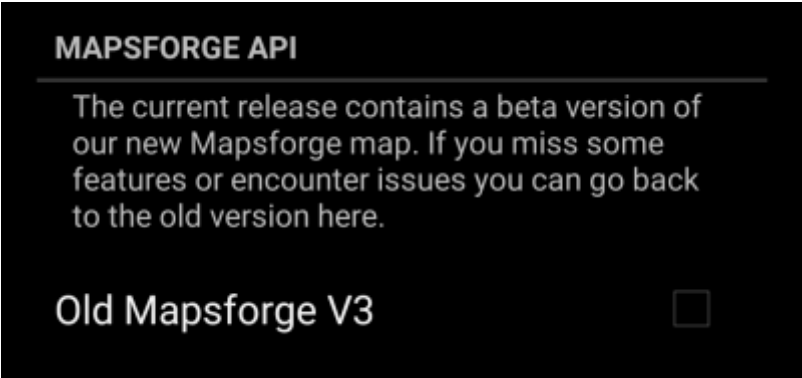 MAPSFORGE API
The current release contains a beta version of
our new Mapsforge map. If you miss some
features or encounter issues you can go back
to the old version here.
Old Mapsforge V3